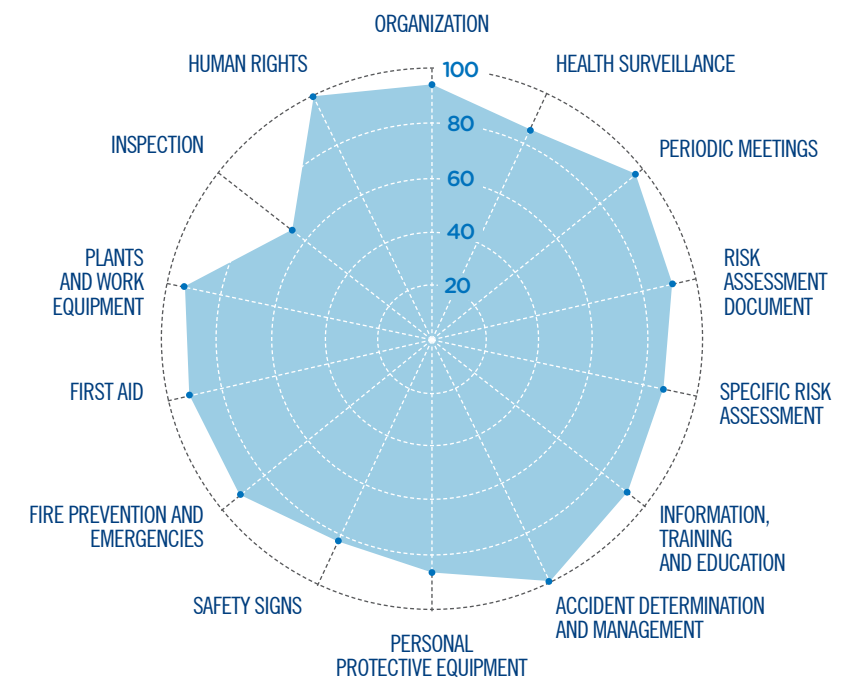 ORGANIZATION
HUMAN RIGHTS
HEALTH SURVEILLANCE
100
80
60
40
20
INSPECTION
PERIODIC MEETINGS
PLANTS
AND WORK
EQUIPMENT
RISK
ASSESSMENT
DOCUMENT
FIRST AID
SPECIFIC RISK
ASSESSMENT
FIRE PREVENTION AND
EMERGENCIES
INFORMATION,
TRAINING
AND EDUCATION
SAFETY SIGNS
ACCIDENT DETERMINATION
AND MANAGEMENT
PERSONAL
PROTECTIVE EQUIPMENT